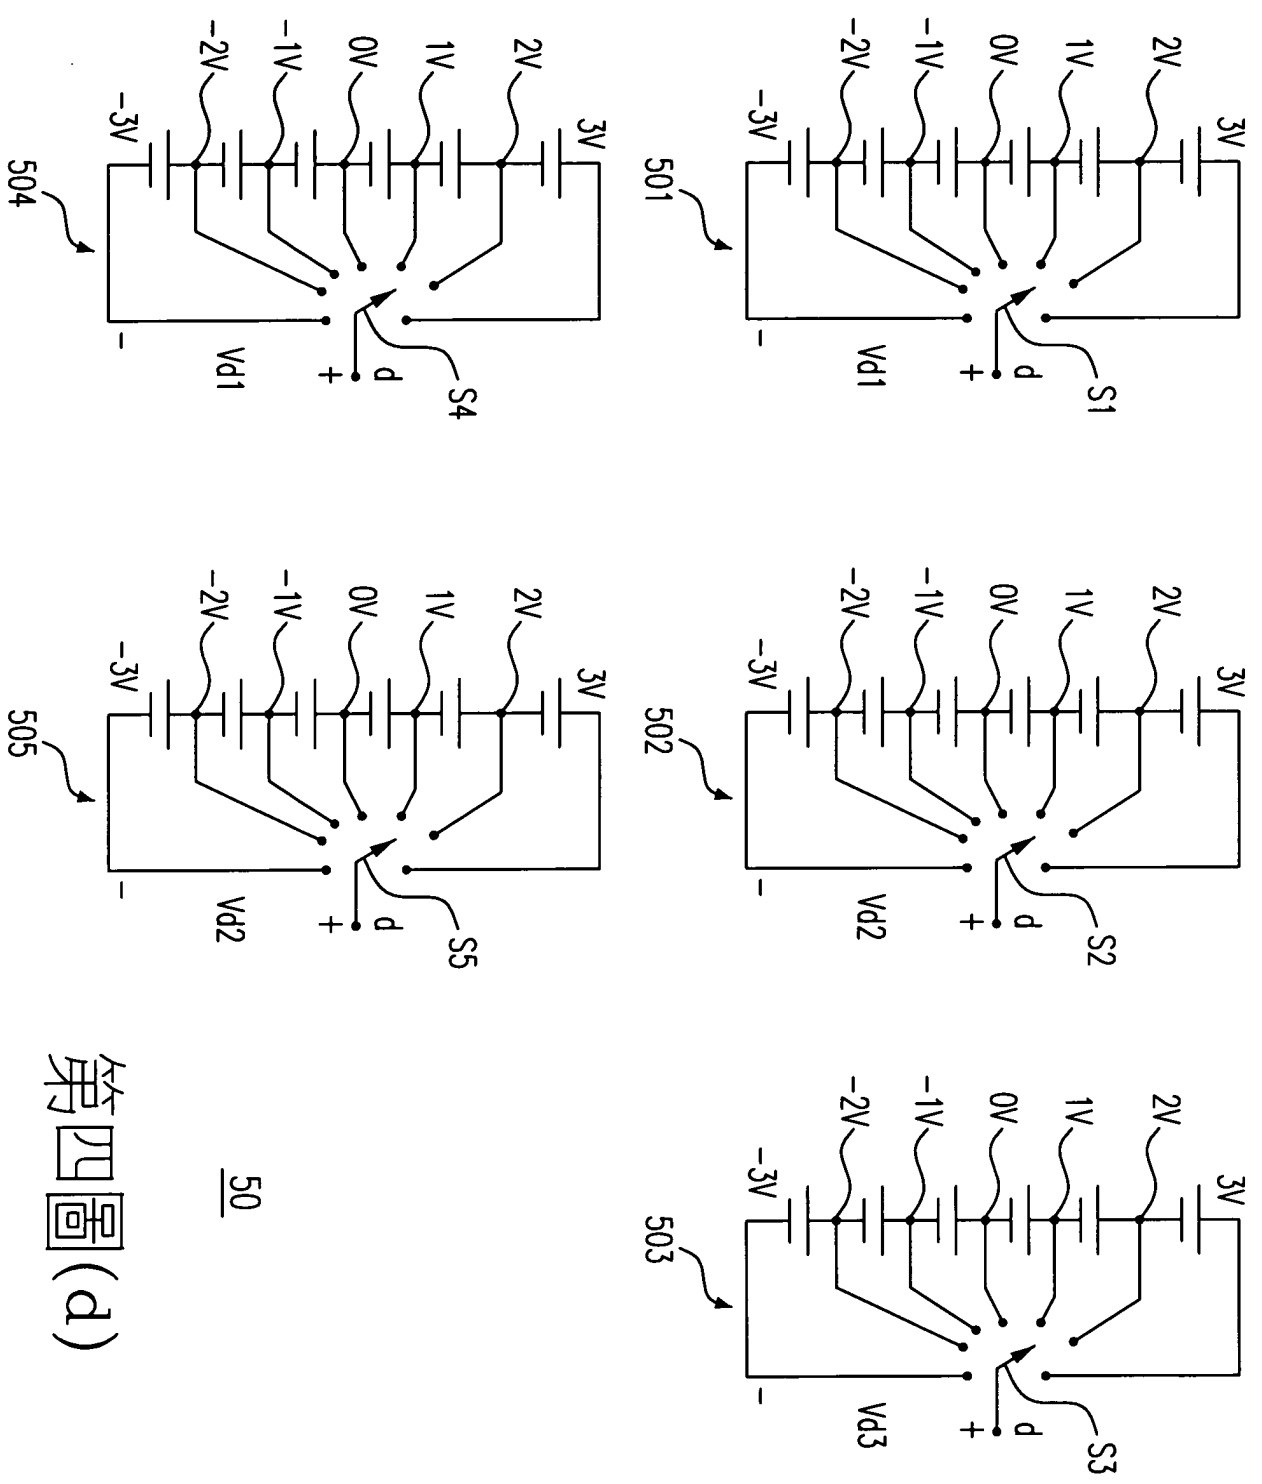 3V
2V
1V
0V
-1V
-2V
-3V
S1
d
+
Vd1
-
501
3V
2V
1V
0V
-1V
-2V
-3V
S2
d
+
Vd2
-
502
3V
2V
1V
0V
-1V
-2V
-3V
S3
d
+
Vd3
-
503
3V
2V
1V
0V
-1V
-2V
-3V
S4
d
+
Vd1
-
504
3V
2V
1V
0V
-1V
-2V
-3V
S5
d
+
Vd2
-
505
50
第四圖(d)